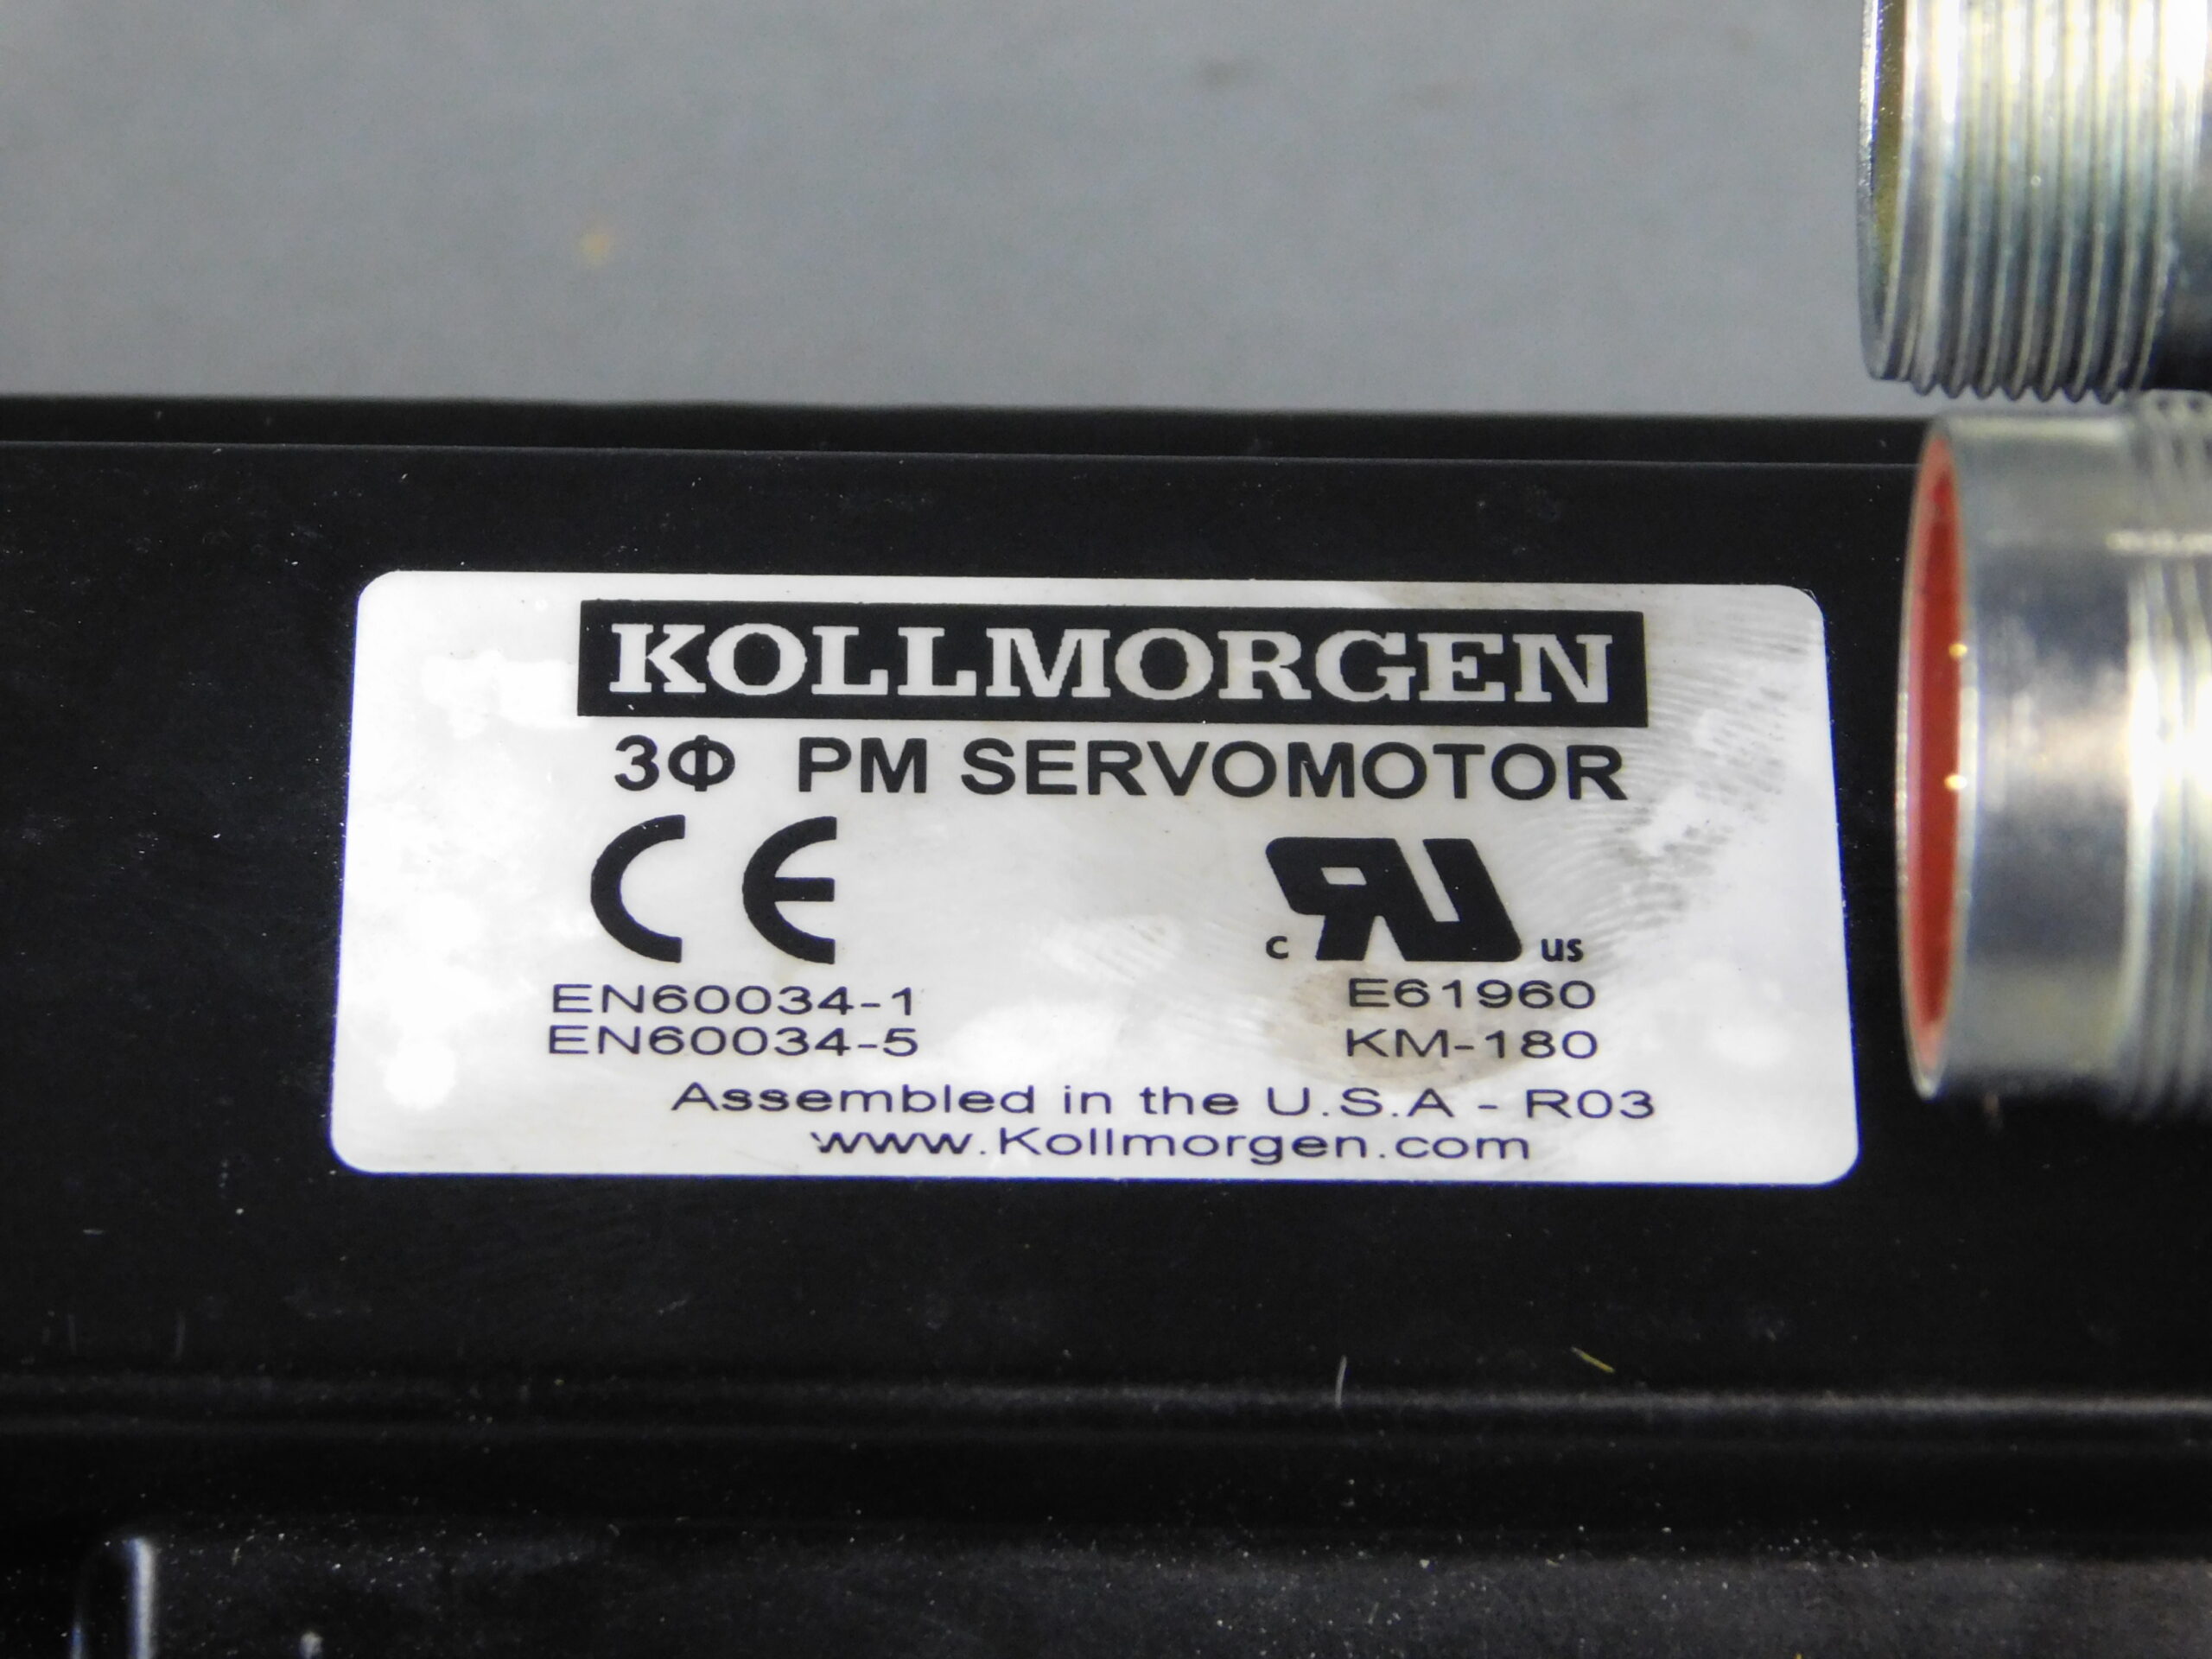 KOLLMORGEN
3Φ PM SERVOMOTOR
CE
c RU us
EN60034-1 E61960
EN60034-5 KM-180
Assembled in the U.S.A - R03
www.Kollmorgen.com